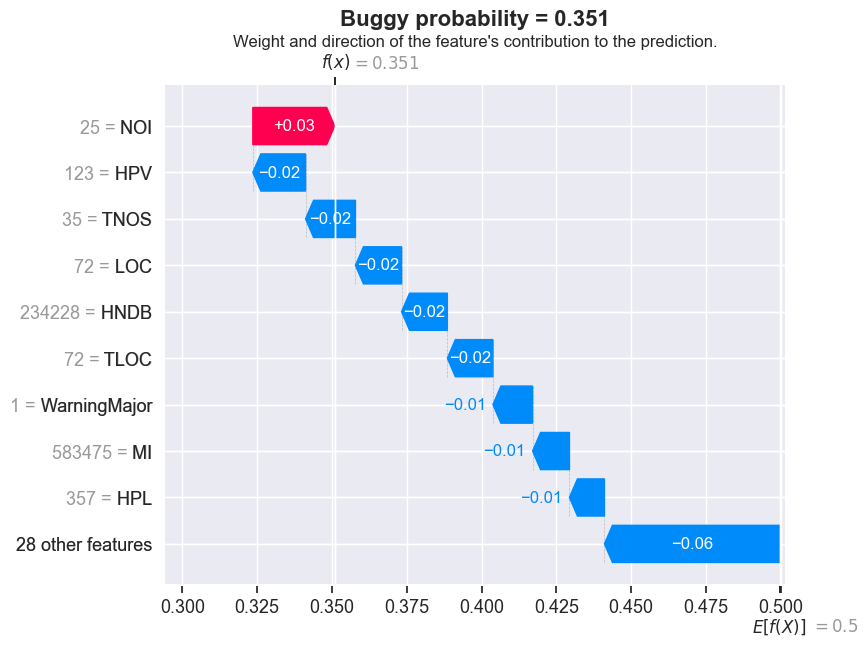 Buggy probability = 0.351
Weight and direction of the feature's contribution to the prediction.
f(x) = 0.351
25 = NOI +0.03
123 = HPV −0.02
35 = TNOS −0.02
72 = LOC −0.02
234228 = HNDB −0.02
72 = TLOC −0.02
1 = WarningMajor −0.01
583475 = MI −0.01
357 = HPL −0.01
28 other features −0.06
0.300 0.325 0.350 0.375 0.400 0.425 0.450 0.475 0.500
E[f(X)] = 0.5